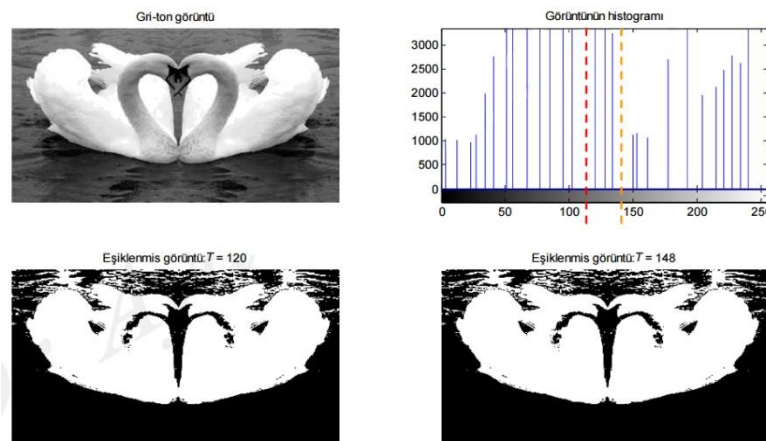 Gri-ton görüntü
Görüntünün histogramı
3000
2500
2000
1500
1000
500
0
0 50 100 150 200 250
Eşiklenmis görüntü:T = 120
Eşiklenmis görüntü:T = 148